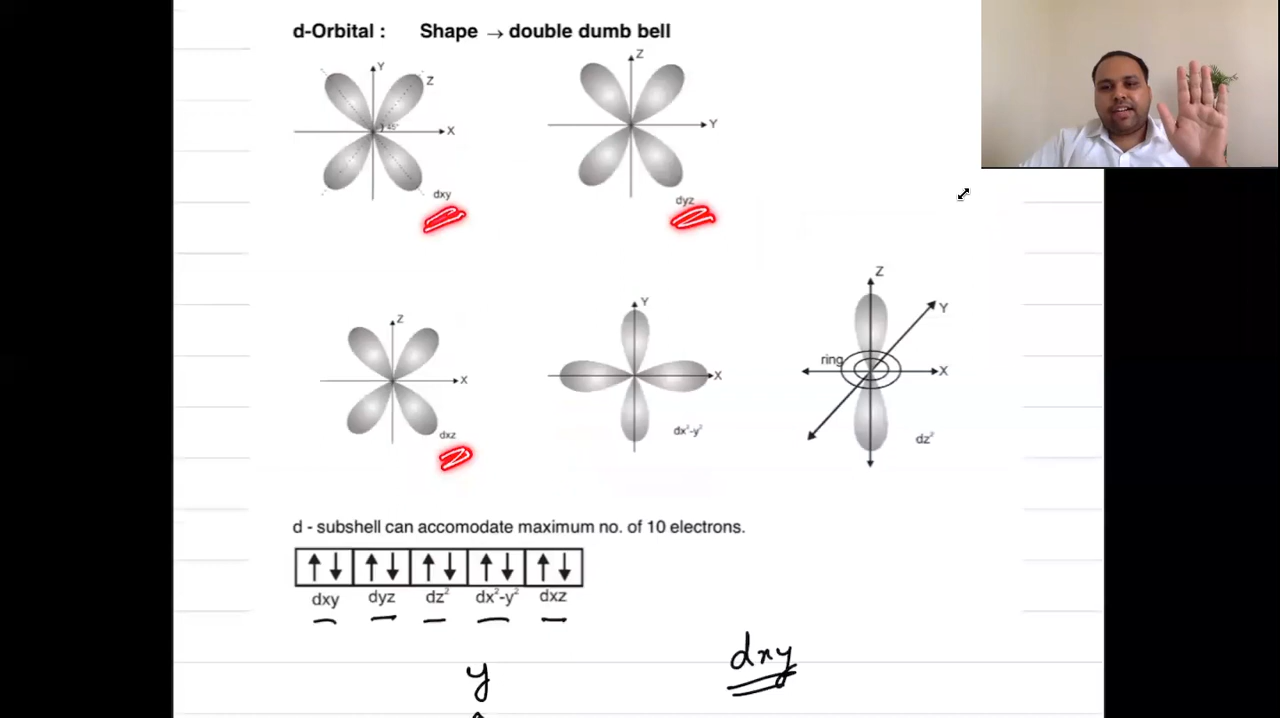 d-Orbital : Shape → double dumb bell
Y
Z
45°
X
dxy
Z
Y
dyz
Z
X
dxz
Y
X
dx²-y²
Z
Y
ring
X
dz²
d - subshell can accomodate maximum no. of 10 electrons.
↑↓ ↑↓ ↑↓ ↑↓ ↑↓
dxy dyz dz² dx²-y² dxz
dxy
y